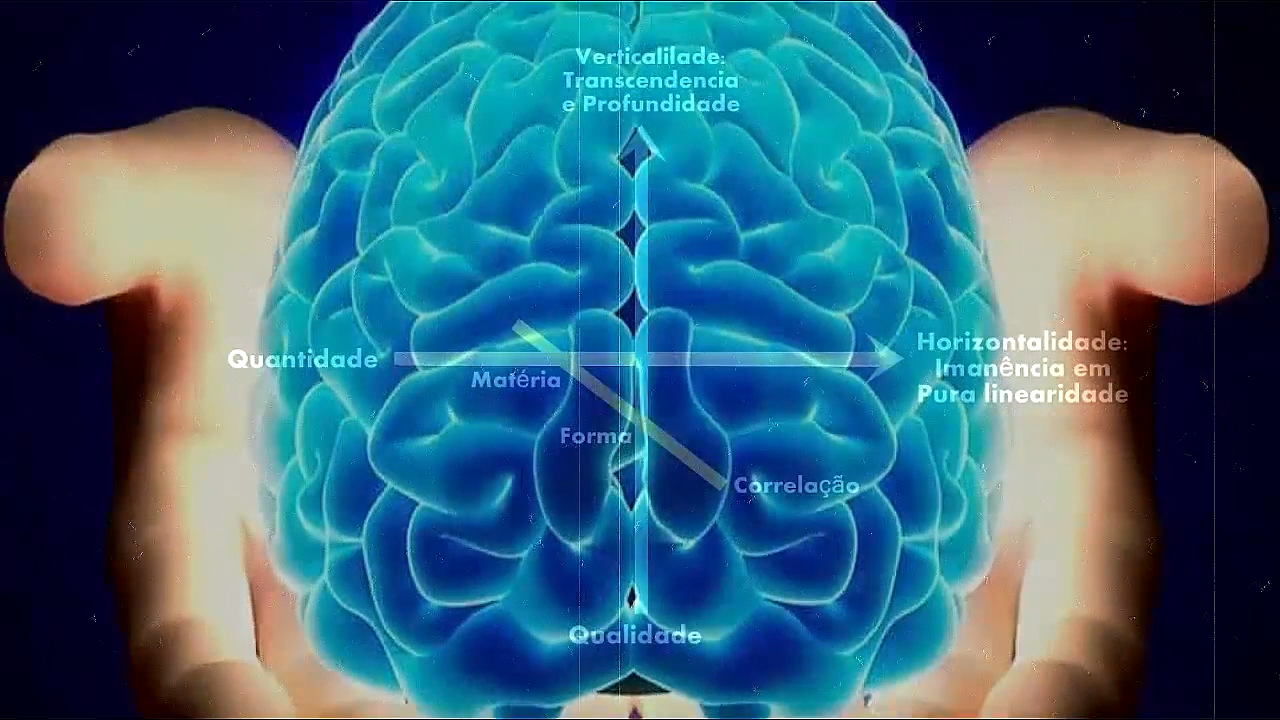 Verticalilade:
Transcendencia
e Profundidade
Quantidade
Horizontalidade:
Imanência em
Pura linearidade
Matéria
Forma
Correlação
Qualidade